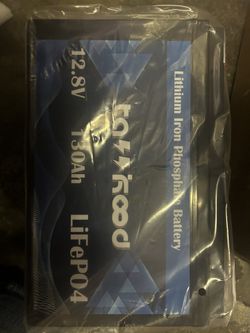 Lithium Iron Phosphate Battery
12.8V
130Ah
LiFePO4